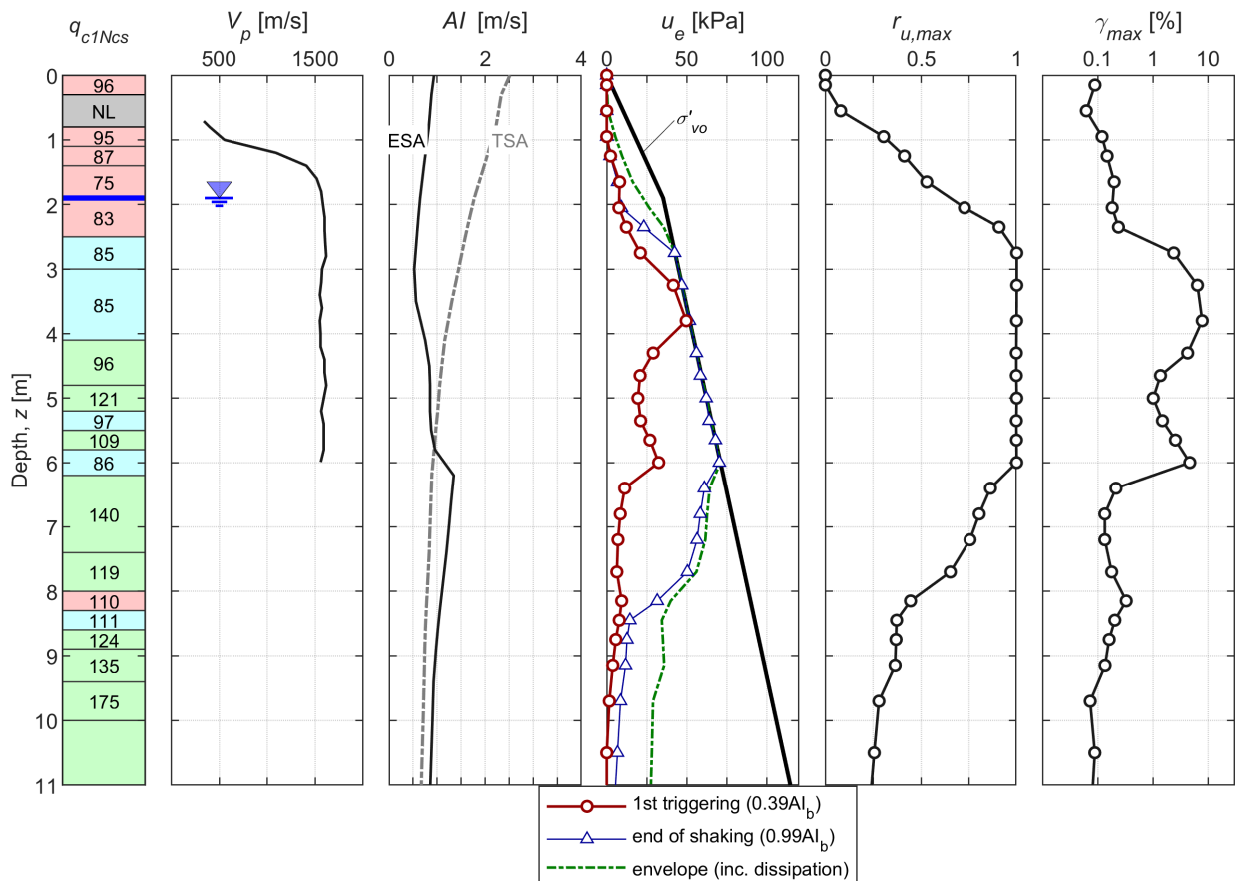 q_c1Ncs
V_p [m/s]
500 1500
AI [m/s]
0 2 4
u_e [kPa]
0 50 100
r_u,max
0 0.5 1
γ_max [%]
0.1 1 10
Depth, z [m]
0
1
2
3
4
5
6
7
8
9
10
11
96
NL
95
87
75
83
85
85
96
121
97
109
86
140
119
110
111
124
135
175
ESA
TSA
σ'_vo
1st triggering (0.39AI_b)
end of shaking (0.99AI_b)
envelope (inc. dissipation)